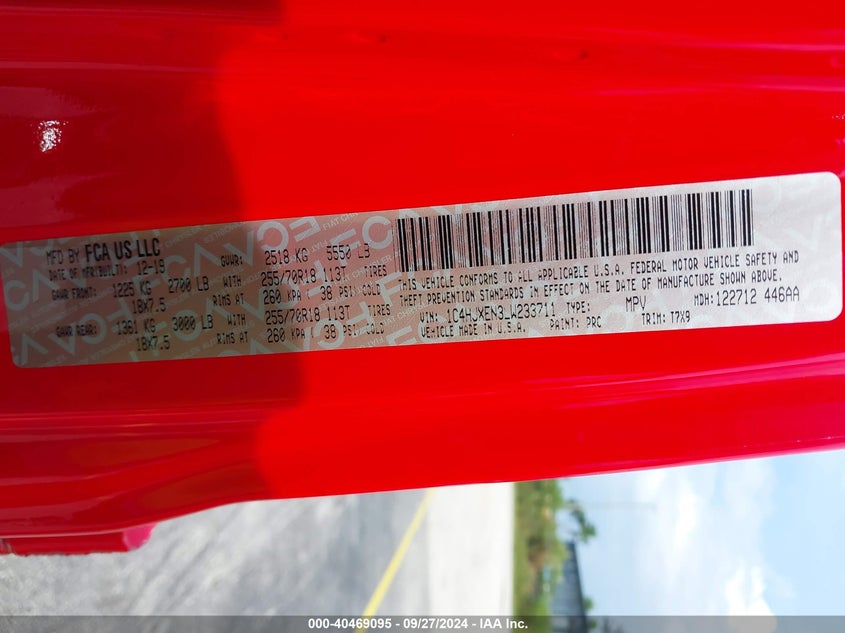 MFD BY FCA US LLC
DATE OF MFR(BUILT): 12-19
GVWR: 2518 KG 5550 LB
GAWR FRONT: 1225 KG 2700 LB WITH 255/70R18 113T TIRES
18X7.5 RIMS AT 260 KPA / 38 PSI COLD
GAWR REAR: 1361 KG 3000 LB WITH 255/70R18 113T TIRES
18X7.5 RIMS AT 260 KPA / 38 PSI COLD
THIS VEHICLE CONFORMS TO ALL APPLICABLE U.S.A. FEDERAL MOTOR VEHICLE SAFETY AND
THEFT PREVENTION STANDARDS IN EFFECT ON THE DATE OF MANUFACTURE SHOWN ABOVE.
VIN: 1C4HJXEN3_W233711 TYPE: MPV MDH: 122712 446AA
VEHICLE MADE IN U.S.A. PAINT: PRC TRIM: T7X9
000-40469095 - 09/27/2024 - IAA Inc.